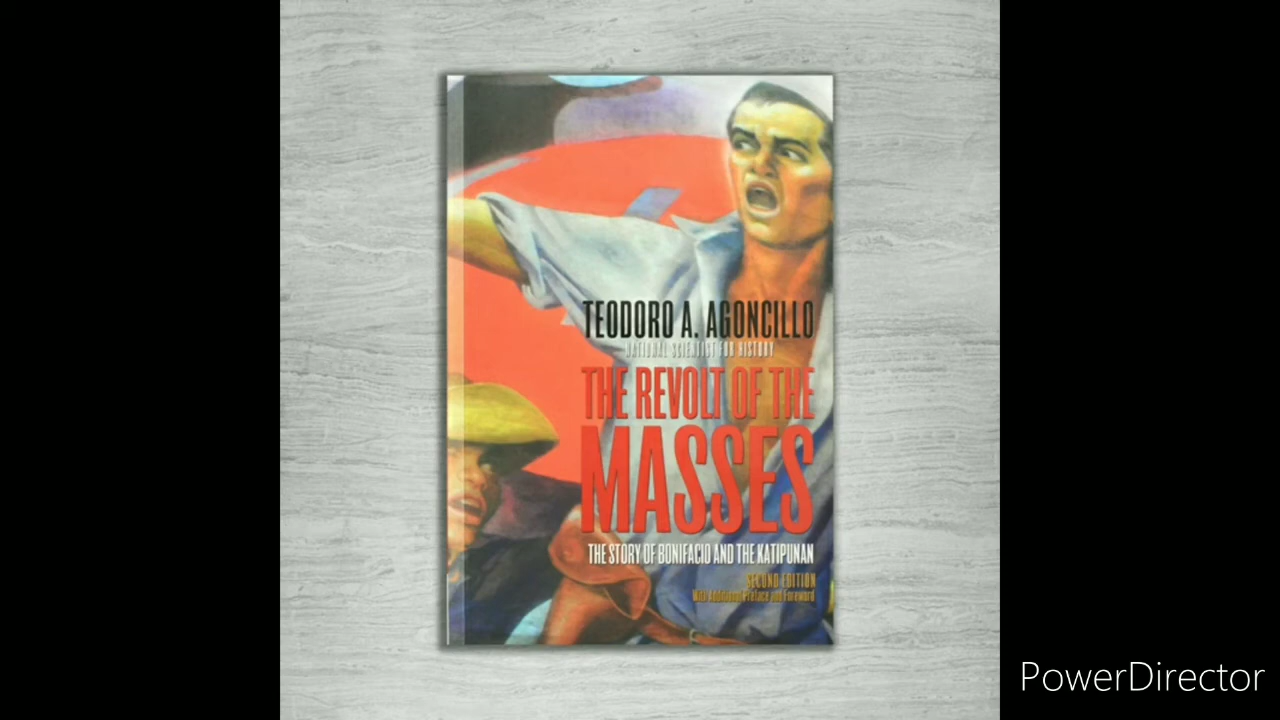 TEODORO A. AGONCILLO
NATIONAL SCIENTIST FOR HISTORY
THE REVOLT OF THE
MASSES
THE STORY OF BONIFACIO AND THE KATIPUNAN
SECOND EDITION
With Additional Preface and Foreword
PowerDirector